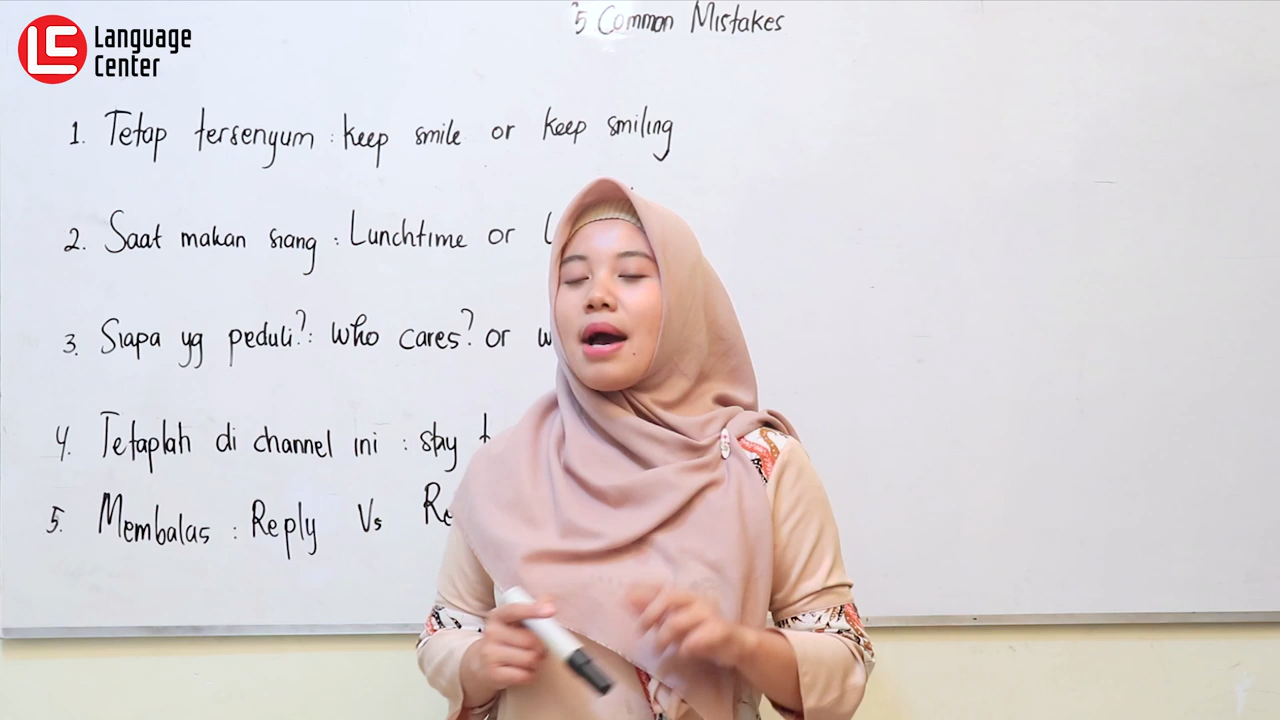 Language
Center
5 Common Mistakes
1. Tetap tersenyum : keep smile or keep smiling
2. Saat makan siang : Lunchtime or
3. Siapa yg peduli? : Who cares? or
4. Tetaplah di channel ini : stay
5. Membalas : Reply Vs